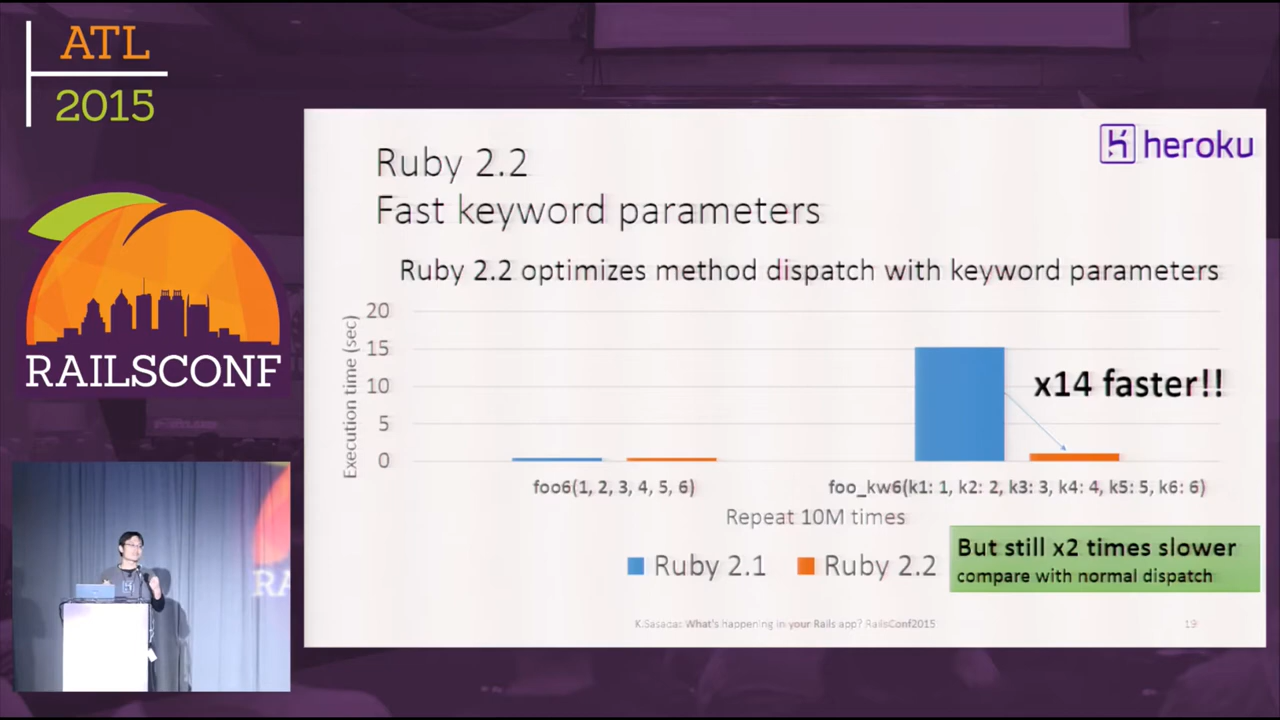 ATL
2015
RAILSCONF
heroku
Ruby 2.2
Fast keyword parameters
Ruby 2.2 optimizes method dispatch with keyword parameters
Execution time (sec)
20
15
10
5
0
x14 faster!!
foo6(1, 2, 3, 4, 5, 6)
foo_kw6(k1: 1, k2: 2, k3: 3, k4: 4, k5: 5, k6: 6)
Repeat 10M times
Ruby 2.1
Ruby 2.2
But still x2 times slower
compare with normal dispatch
What's happening in your Rails app? RailsConf2015
19